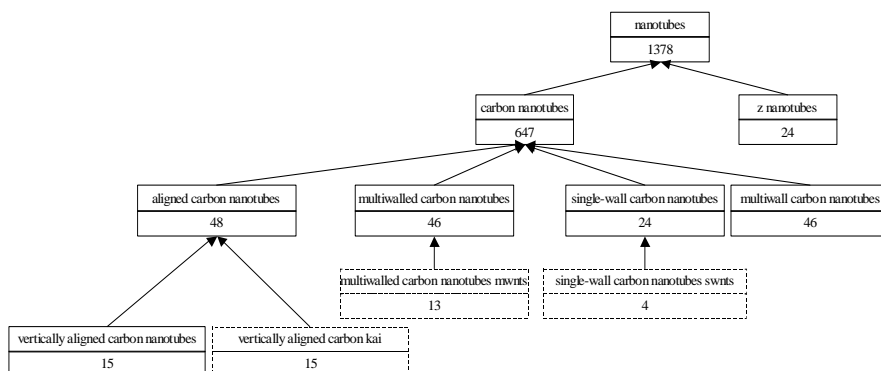 nanotubes
1378
carbon nanotubes
647
z nanotubes
24
aligned carbon nanotubes
48
multiwalled carbon nanotubes
46
single-wall carbon nanotubes
24
multiwall carbon nanotubes
46
multiwalled carbon nanotubes mwnts
13
single-wall carbon nanotubes swnts
4
vertically aligned carbon nanotubes
15
vertically aligned carbon kai
15